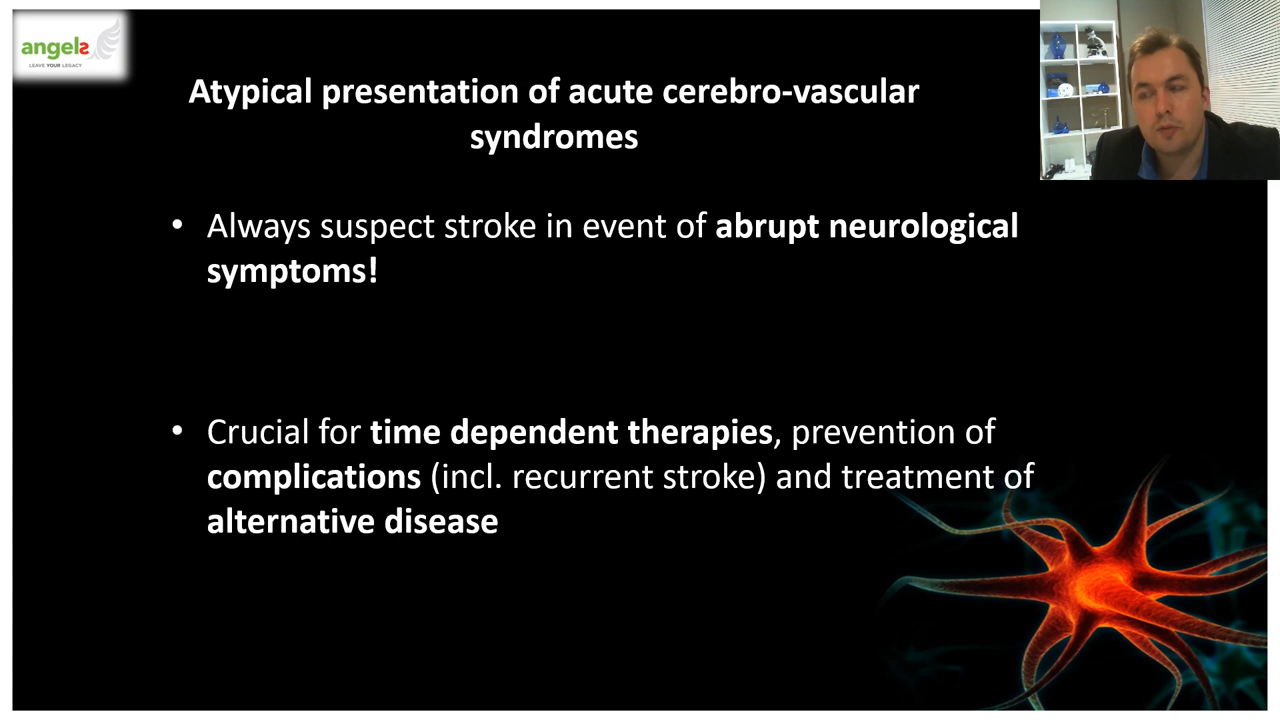 angels
LEAVE YOUR LEGACY
Atypical presentation of acute cerebro-vascular
syndromes
• Always suspect stroke in event of abrupt neurological
symptoms!
• Crucial for time dependent therapies, prevention of
complications (incl. recurrent stroke) and treatment of
alternative disease